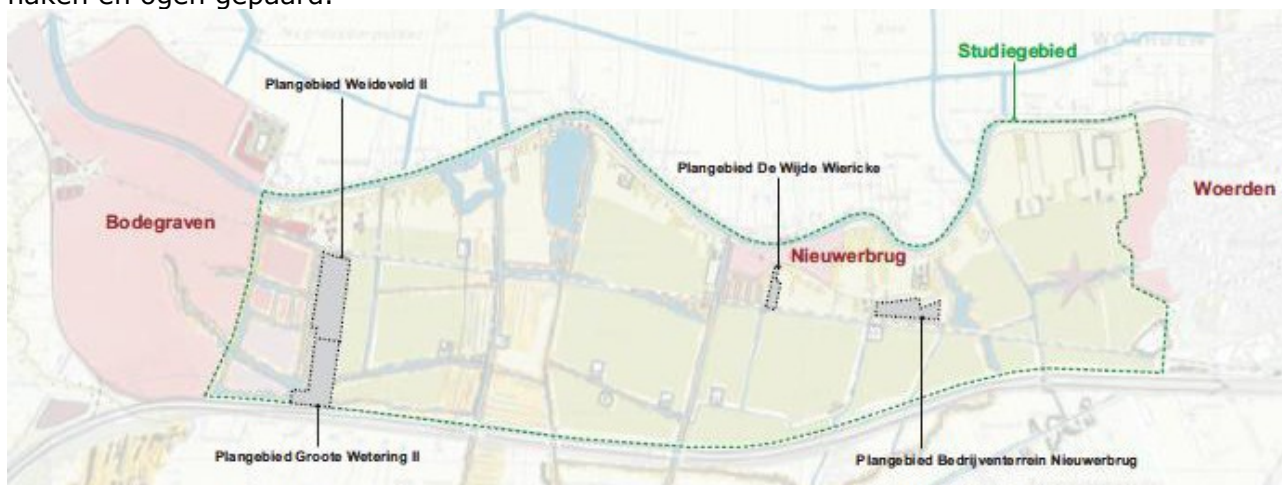 haken en ogen gepaard.
Studiegebied
WOERDEN
Plangebied Weideveld II
Plangebied De Wijde Wiericke
Woerden
Bodegraven
Nieuwerbrug
Plangebied Groote Wetering II
Plangebied Bedrijventerrein Nieuwerbrug